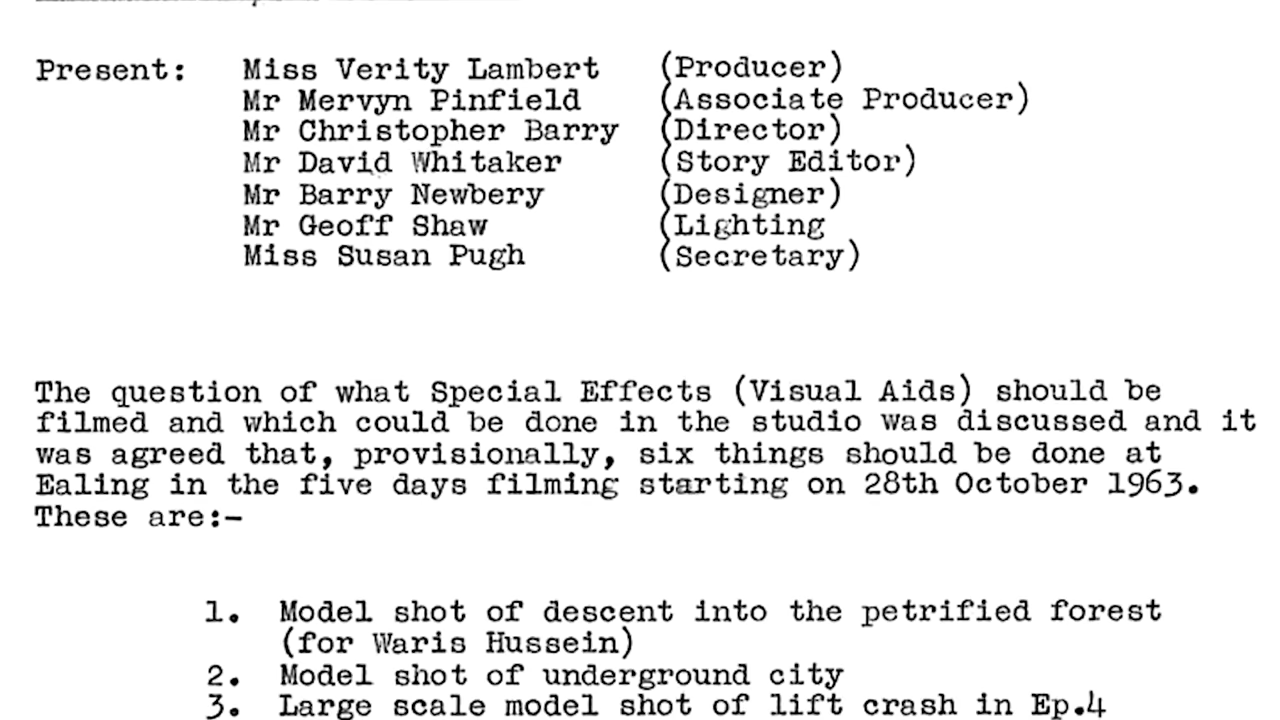 Present: Miss Verity Lambert (Producer)
Mr Mervyn Pinfield (Associate Producer)
Mr Christopher Barry (Director)
Mr David Whitaker (Story Editor)
Mr Barry Newbery (Designer)
Mr Geoff Shaw (Lighting
Miss Susan Pugh (Secretary)
The question of what Special Effects (Visual Aids) should be
filmed and which could be done in the studio was discussed and it
was agreed that, provisionally, six things should be done at
Ealing in the five days filming starting on 28th October 1963.
These are:-
1. Model shot of descent into the petrified forest
(for Waris Hussein)
2. Model shot of underground city
3. Large scale model shot of lift crash in Ep.4